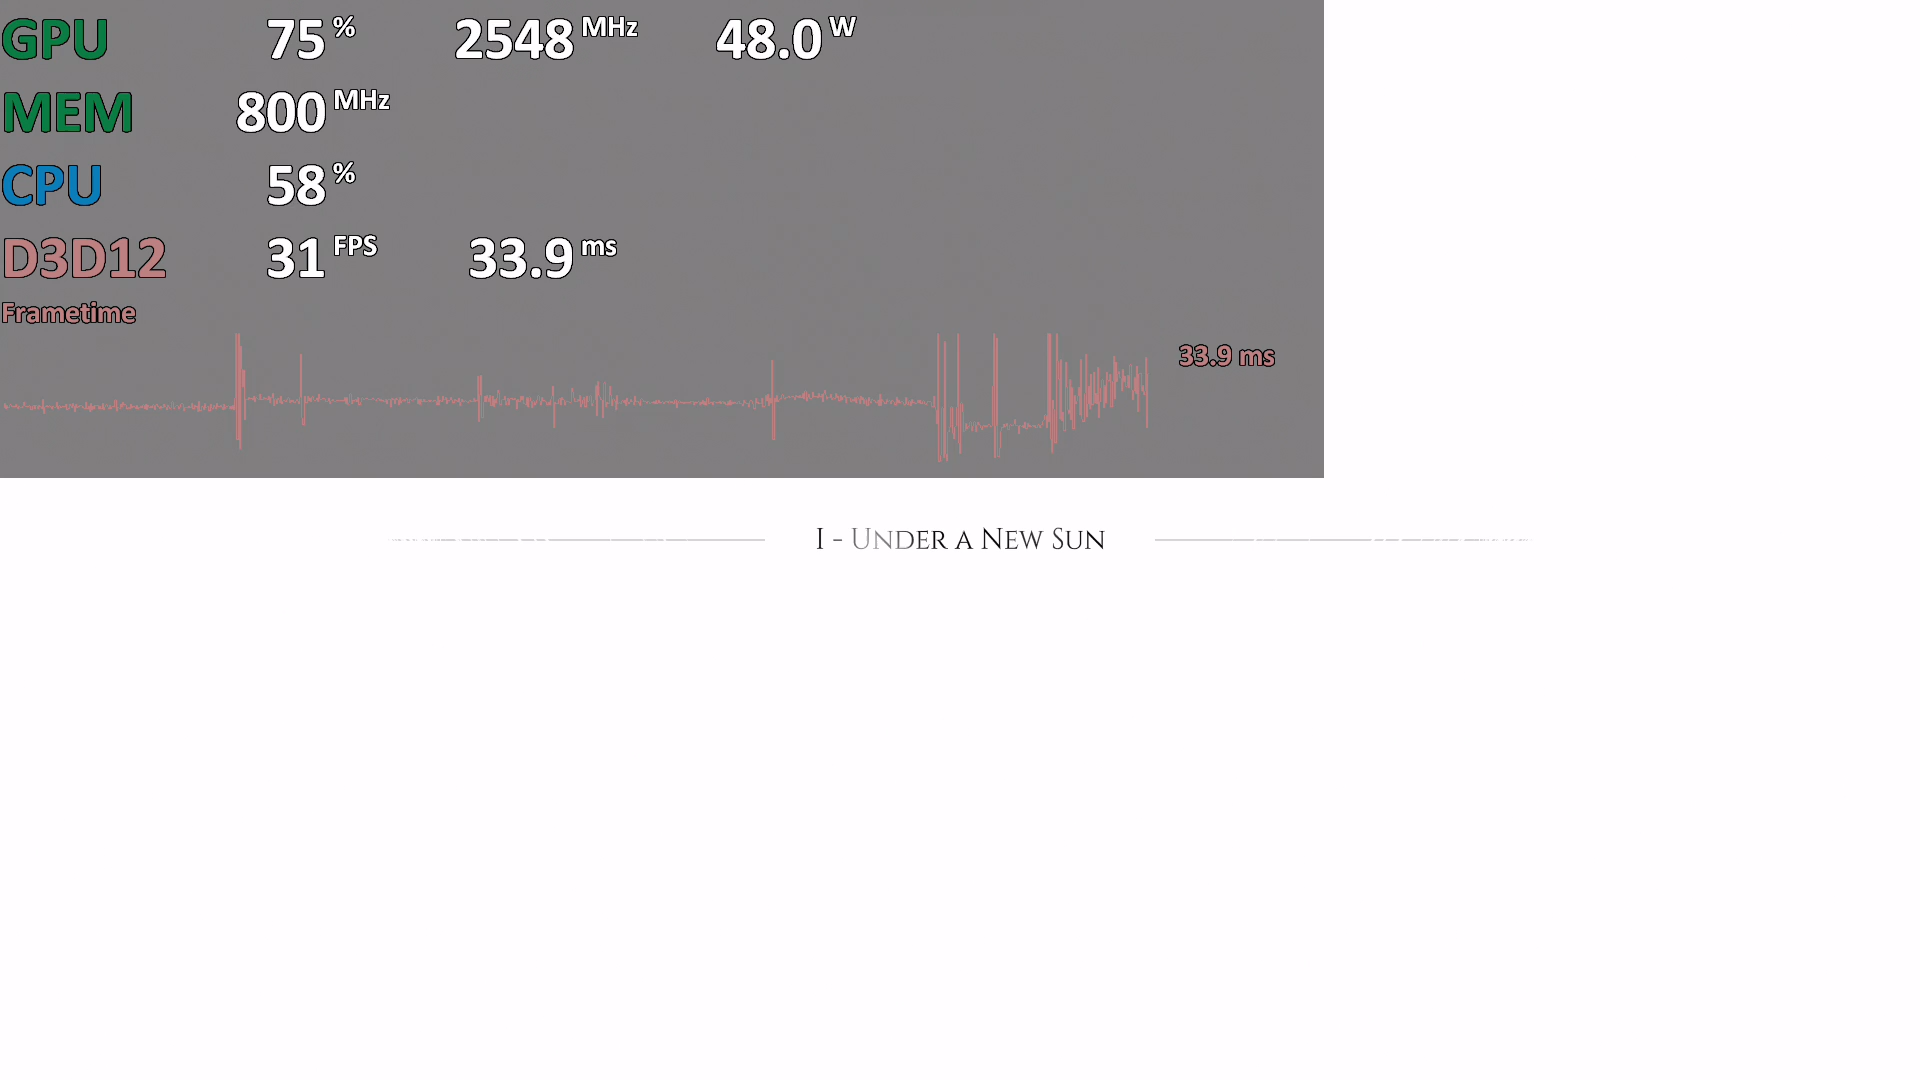 GPU 75 % 2548 MHz 48.0 W
MEM 800 MHz
CPU 58 %
D3D12 31 FPS 33.9 ms
Frametime
33.9 ms
I - Under a New Sun